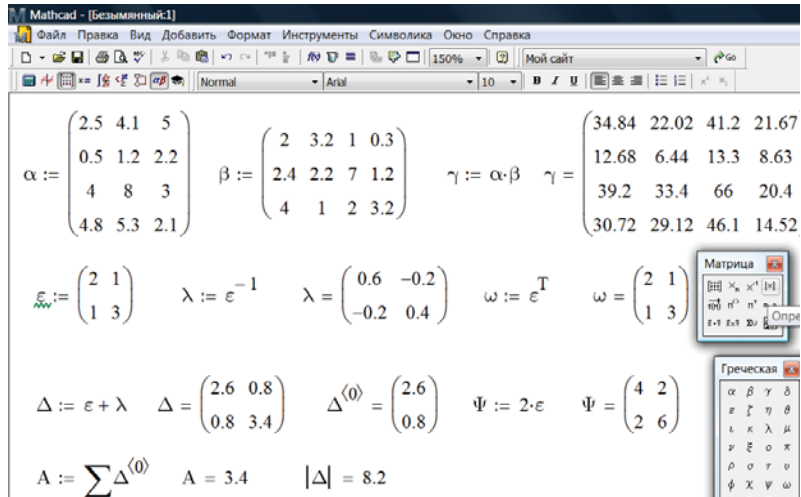 Mathcad - [Безымянный:1]
Файл Правка Вид Добавить Формат Инструменты Символика Окно Справка
150% Мой сайт Go
Normal Arial 10 B I U
α := (2.5 4.1 5; 0.5 1.2 2.2; 4 8 3; 4.8 5.3 2.1) β := (2 3.2 1 0.3; 2.4 2.2 7 1.2; 4 1 2 3.2) γ := α·β γ = (34.84 22.02 41.2 21.67; 12.68 6.44 13.3 8.63; 39.2 33.4 66 20.4; 30.72 29.12 46.1 14.52)
ε := (2 1; 1 3) λ := ε^-1 λ = (0.6 -0.2; -0.2 0.4) ω := ε^T ω = (2 1; 1 3)
Матрица
Опре
Δ := ε + λ Δ = (2.6 0.8; 0.8 3.4) Δ^⟨0⟩ = (2.6; 0.8) Ψ := 2·ε Ψ = (4 2; 2 6)
Греческая
α β γ δ
ε ζ η θ
ι κ λ μ
ν ξ ο π
ρ σ τ υ
ϕ χ ψ ω
A := ∑Δ^⟨0⟩ A = 3.4 |Δ| = 8.2